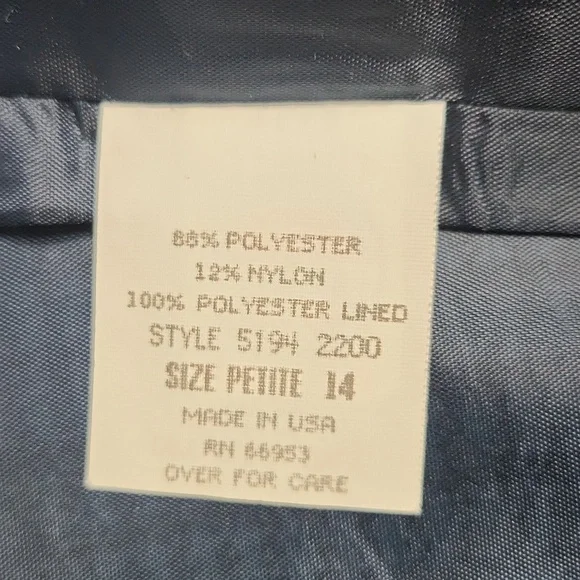 88% POLYESTER
12% NYLON
100% POLYESTER LINED
STYLE 5194 2200
SIZE PETITE 14
MADE IN USA
RN 66953
OVER FOR CARE